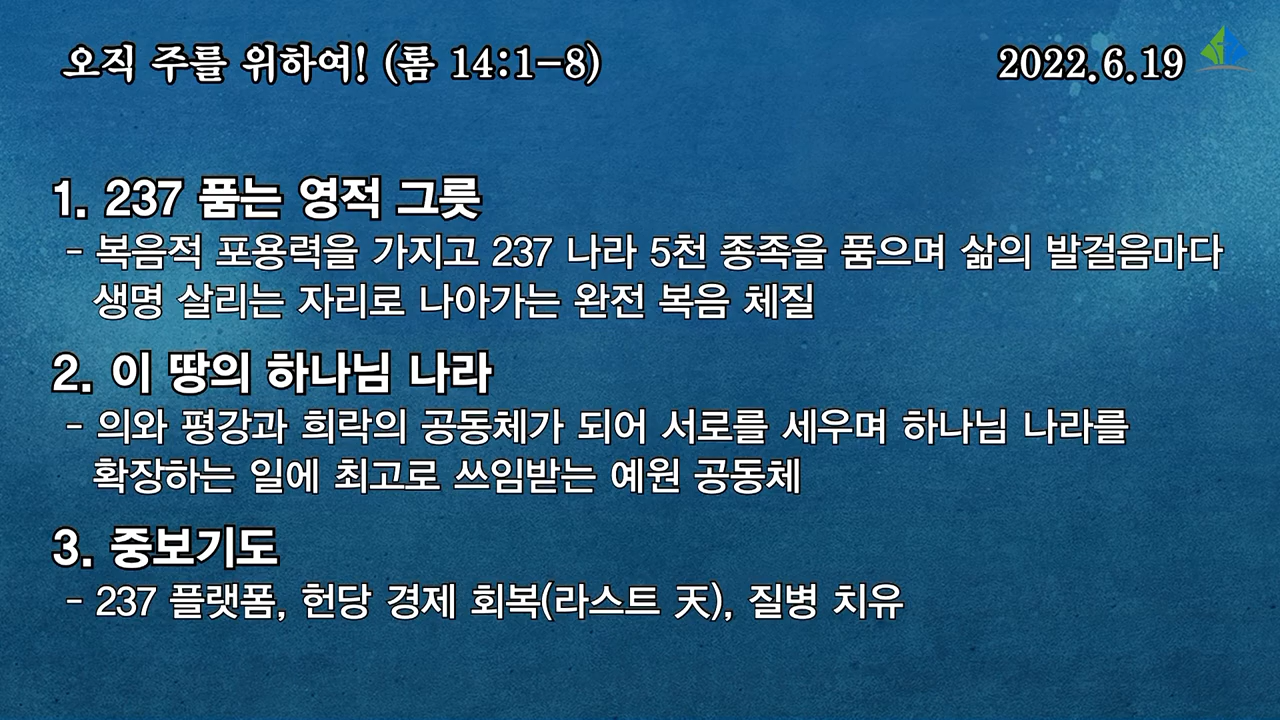 오직 주를 위하여! (롬 14:1-8)
2022.6.19
1. 237 품는 영적 그릇
- 복음적 포용력을 가지고 237 나라 5천 종족을 품으며 삶의 발걸음마다
생명 살리는 자리로 나아가는 완전 복음 체질
2. 이 땅의 하나님 나라
- 의와 평강과 희락의 공동체가 되어 서로를 세우며 하나님 나라를
확장하는 일에 최고로 쓰임받는 예원 공동체
3. 중보기도
- 237 플랫폼, 헌당 경제 회복(라스트 天), 질병 치유